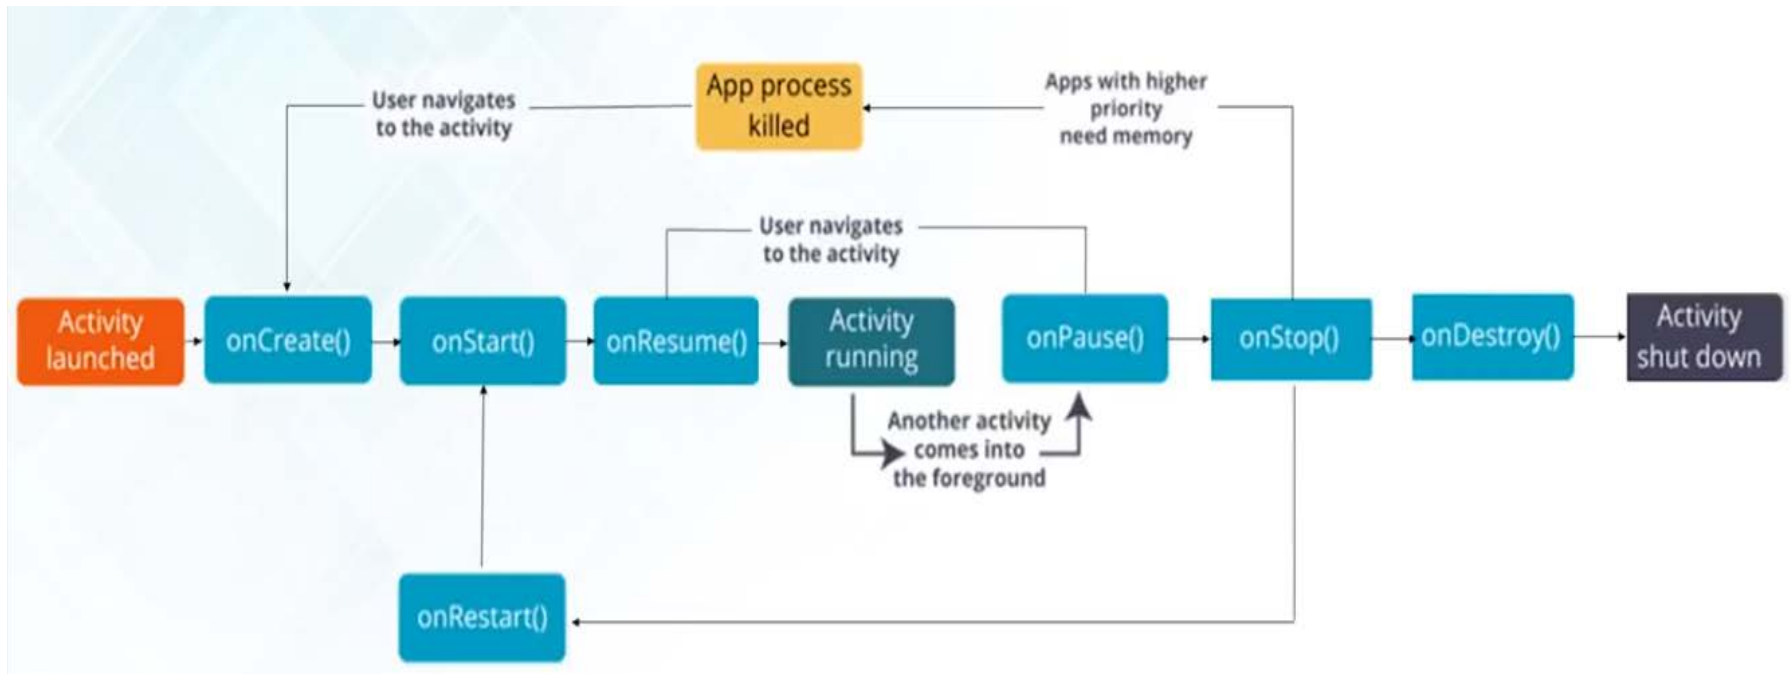 User navigates
to the activity
App process
killed
Apps with higher
priority
need memory
User navigates
to the activity
Activity
launched
onCreate()
onStart()
onResume()
Activity
running
onPause()
onStop()
onDestroy()
Activity
shut down
Another activity
comes into
the foreground
onRestart()